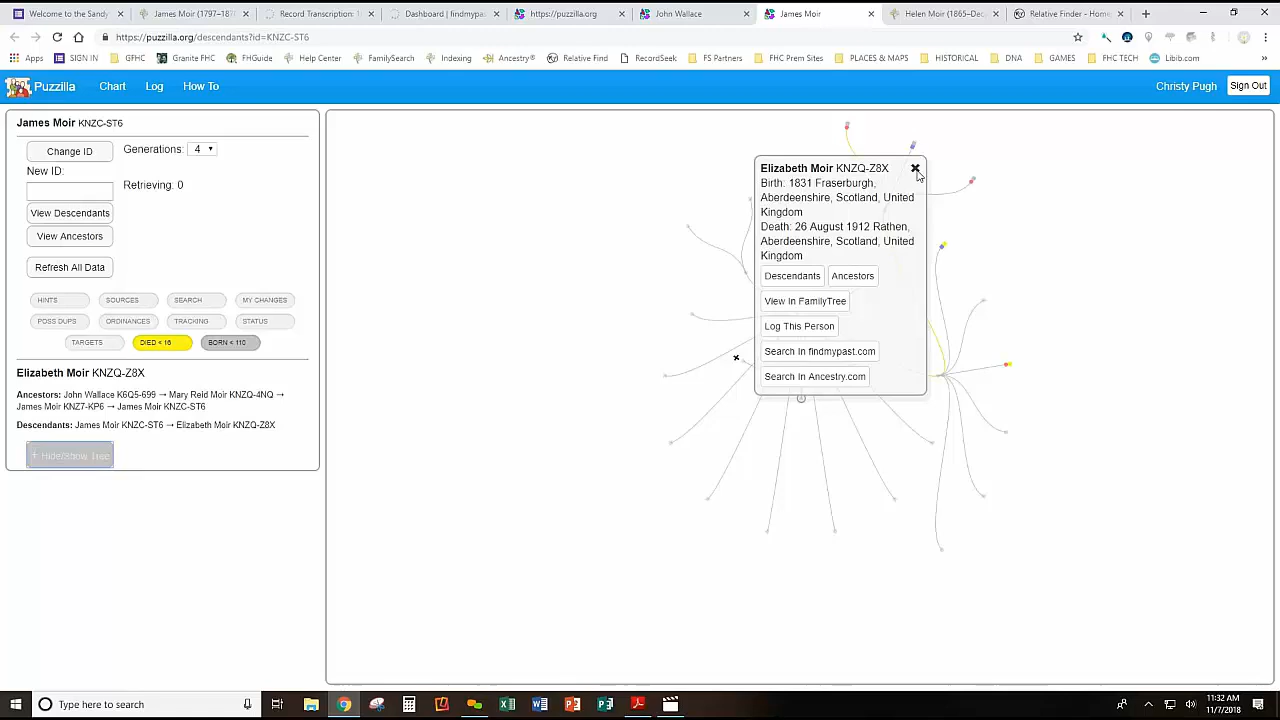 Welcome to the Sandy
James Moir (1797–189
Record Transcription: 1
Dashboard | findmypa
https://puzzilla.org
John Wallace
James Moir
Helen Moir (1865–Dec
Relative Finder - Home
https://puzzilla.org/descendants?id=KNZC-ST6
Apps
SIGN IN
GFHC
Granite FHC
FHGuide
Help Center
FamilySearch
Indexing
Ancestry®
Relative Find
RecordSeek
FS Partners
FHC Prem Sites
PLACES & MAPS
HISTORICAL
DNA
GAMES
FHC TECH
Libib.com
»
Puzzilla
Chart
Log
How To
Christy Pugh
Sign Out
James Moir KNZC-ST6
Change ID
Generations: 4
New ID:
Retrieving: 0
View Descendants
View Ancestors
Refresh All Data
HINTS
SOURCES
SEARCH
MY CHANGES
POSS DUPS
ORDINANCES
TRACKING
STATUS
TARGETS
DIED < 16
BORN < 110
Elizabeth Moir KNZQ-Z8X
Ancestors: John Wallace K6Q5-699 → Mary Reid Moir KNZQ-4NQ →
James Moir KNZ7-KP6 → James Moir KNZC-ST6
Descendants: James Moir KNZC-ST6 → Elizabeth Moir KNZQ-Z8X
+ Hide/Show Tree
Elizabeth Moir KNZQ-Z8X
Birth: 1831 Fraserburgh,
Aberdeenshire, Scotland, United
Kingdom
Death: 26 August 1912 Rathen,
Aberdeenshire, Scotland, United
Kingdom
Descendants
Ancestors
View In FamilyTree
Log This Person
Search In findmypast.com
Search In Ancestry.com
Type here to search
11:32 AM
11/7/2018